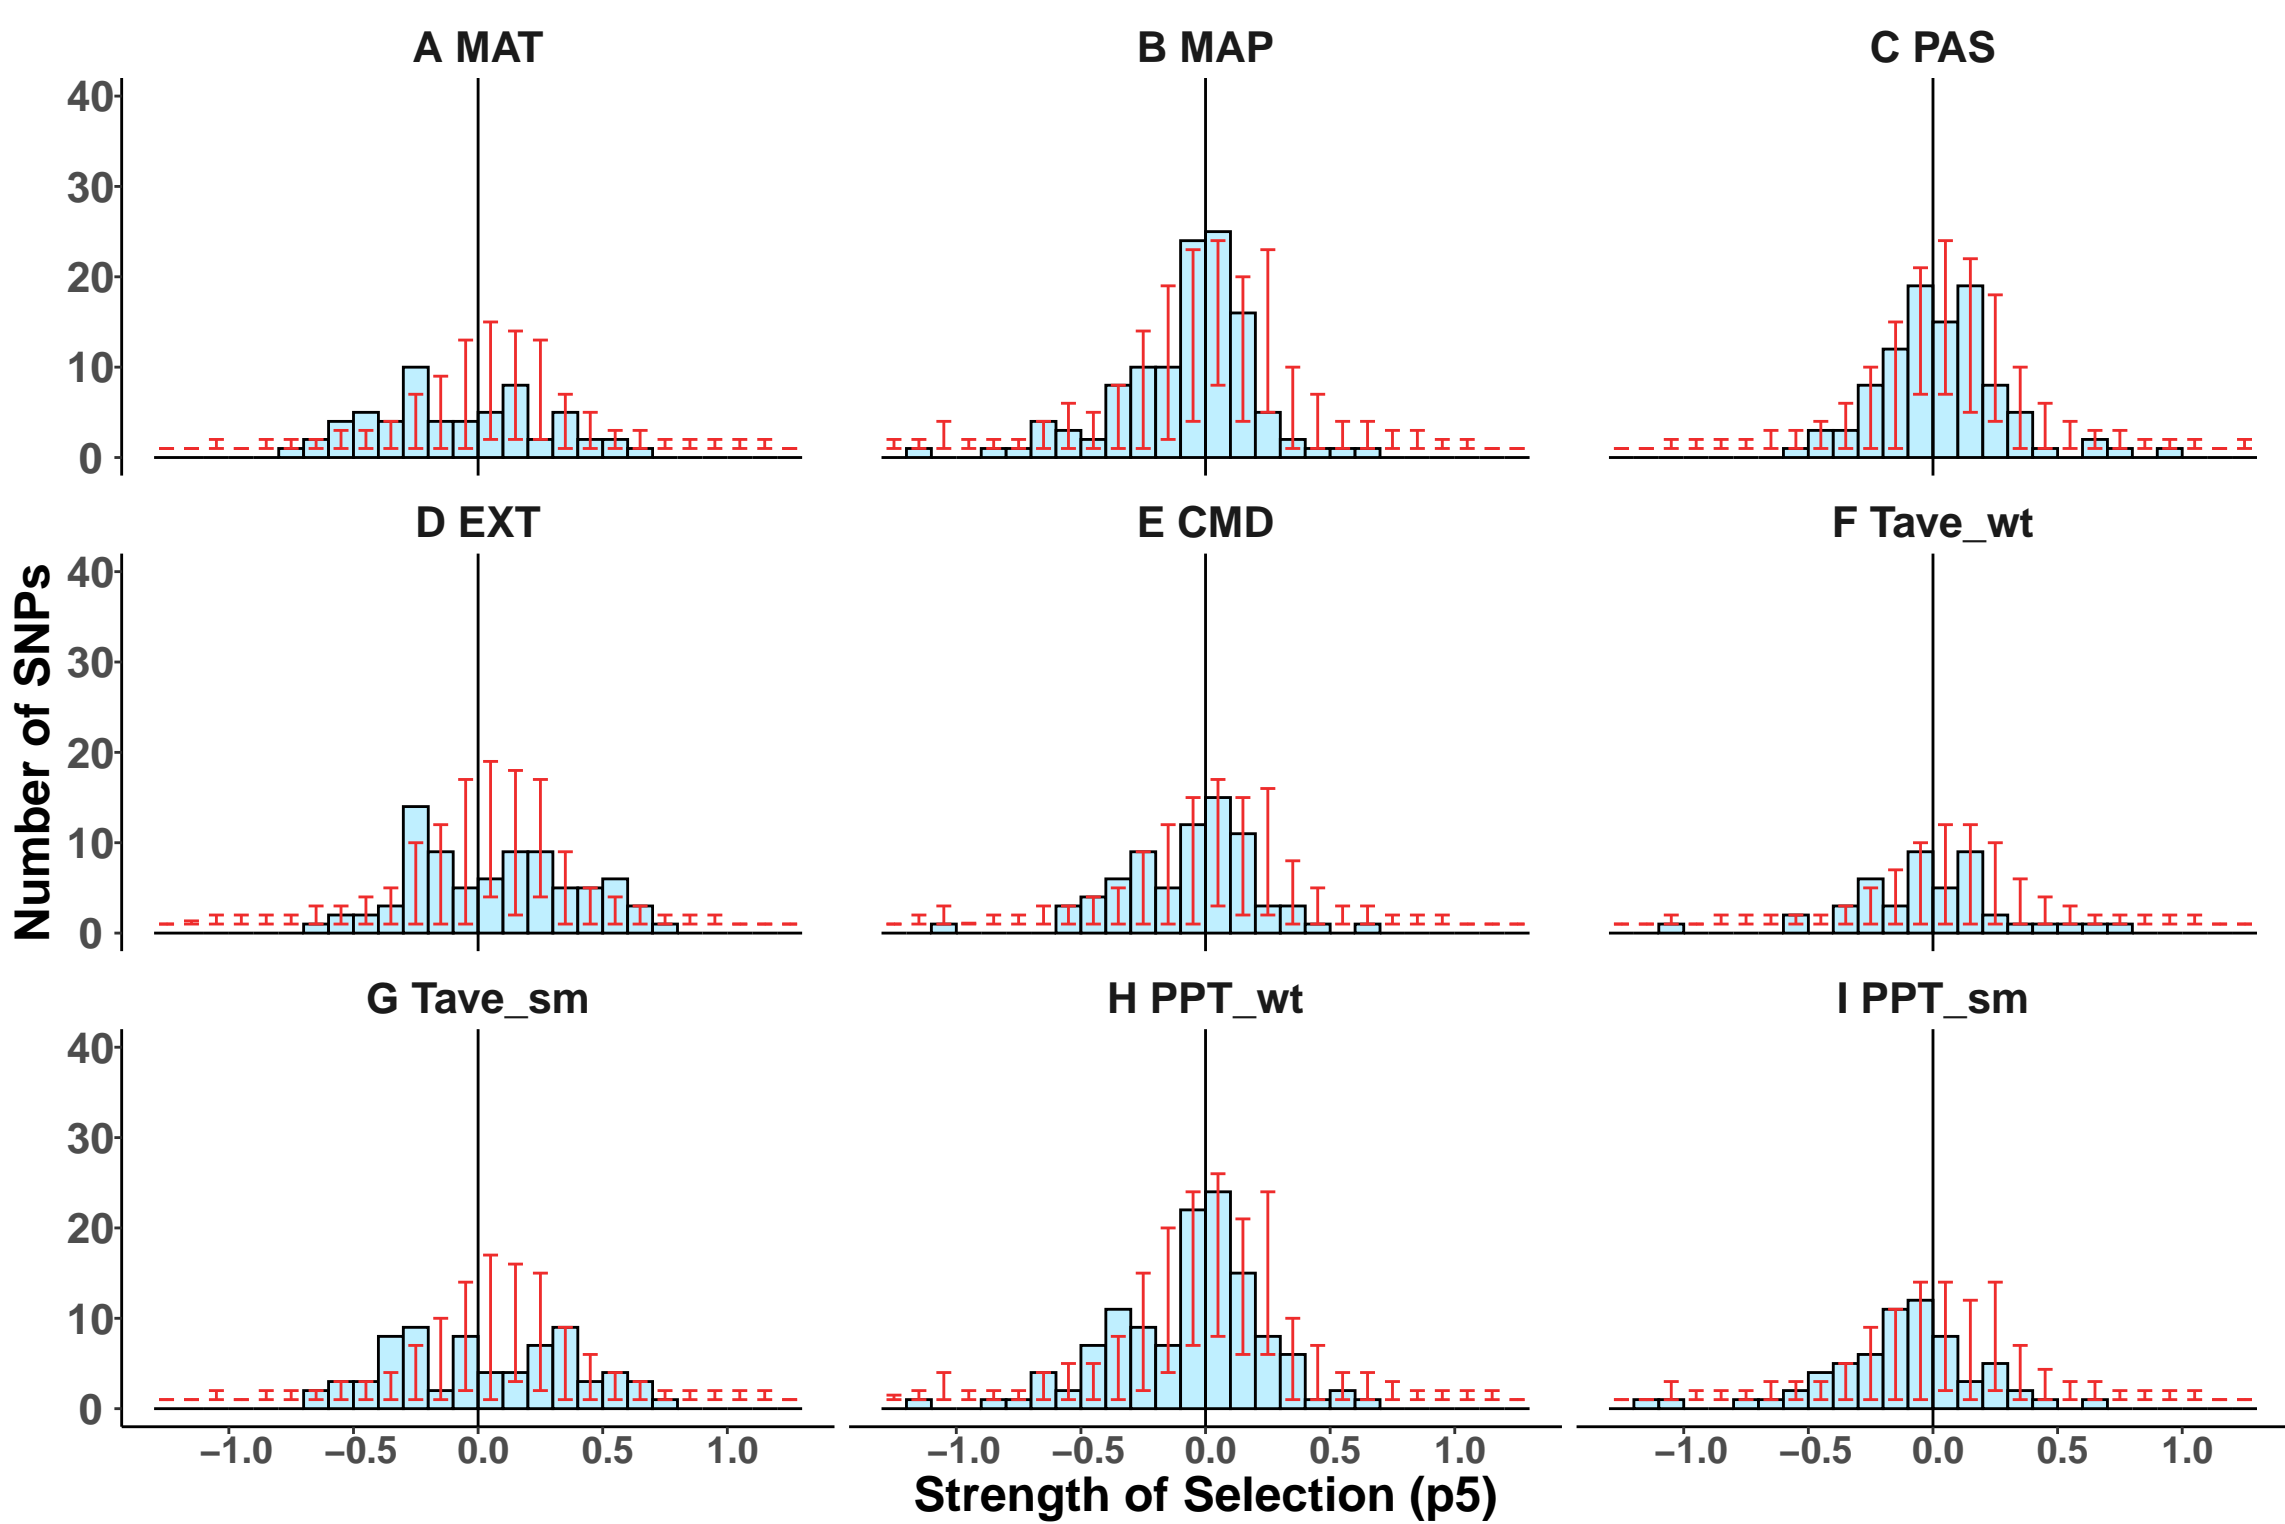 A MAT
B MAP
C PAS
40
30
20
10
0
D EXT
E CMD
F Tave_wt
40
30
20
10
0
Number of SNPs
G Tave_sm
H PPT_wt
I PPT_sm
40
30
20
10
0
−1.0 −0.5 0.0 0.5 1.0
−1.0 −0.5 0.0 0.5 1.0
−1.0 −0.5 0.0 0.5 1.0
Strength of Selection (p5)